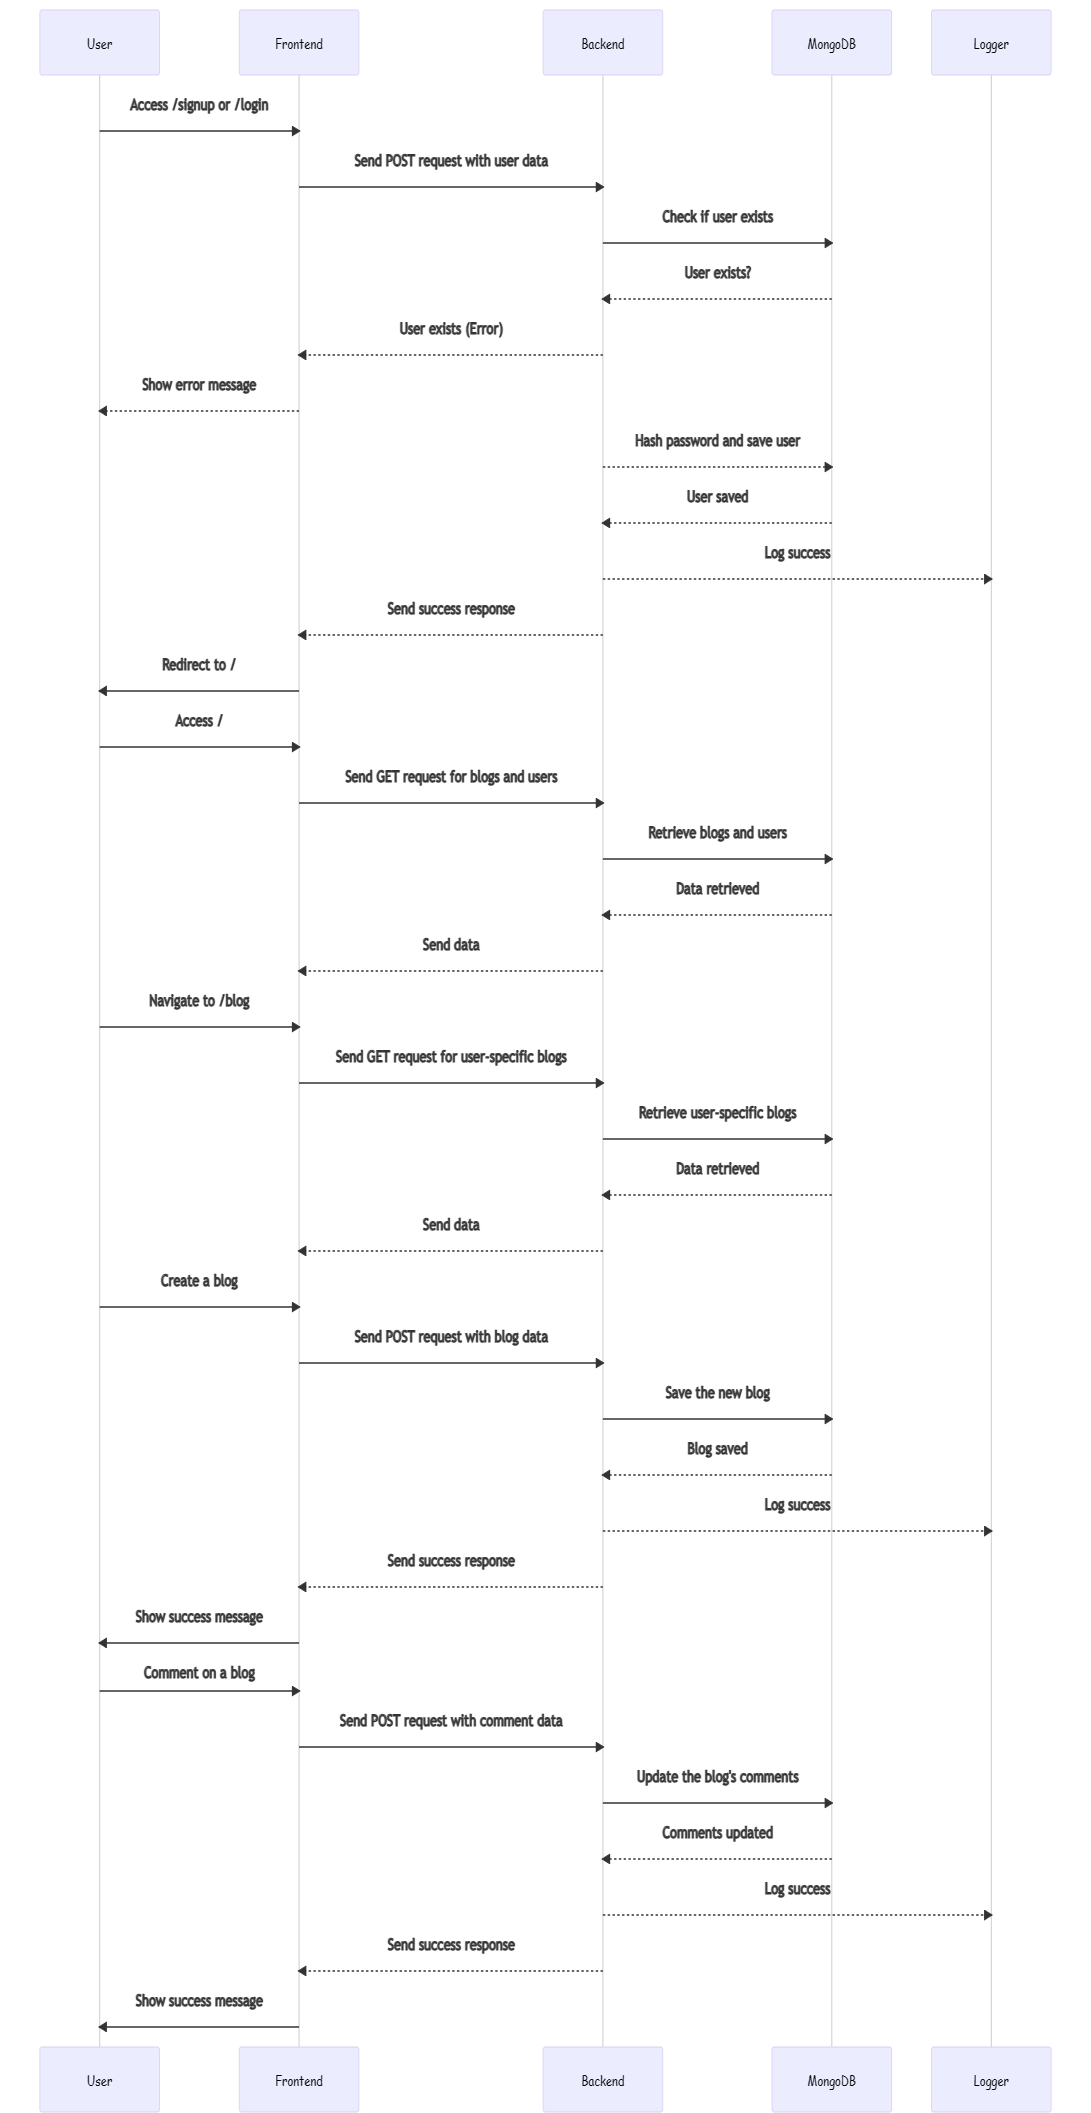 User
Frontend
Backend
MongoDB
Logger
Access /signup or /login
Send POST request with user data
Check if user exists
User exists?
User exists (Error)
Show error message
Hash password and save user
User saved
Log success
Send success response
Redirect to /
Access /
Send GET request for blogs and users
Retrieve blogs and users
Data retrieved
Send data
Navigate to /blog
Send GET request for user-specific blogs
Retrieve user-specific blogs
Data retrieved
Send data
Create a blog
Send POST request with blog data
Save the new blog
Blog saved
Log success
Send success response
Show success message
Comment on a blog
Send POST request with comment data
Update the blog's comments
Comments updated
Log success
Send success response
Show success message
User
Frontend
Backend
MongoDB
Logger